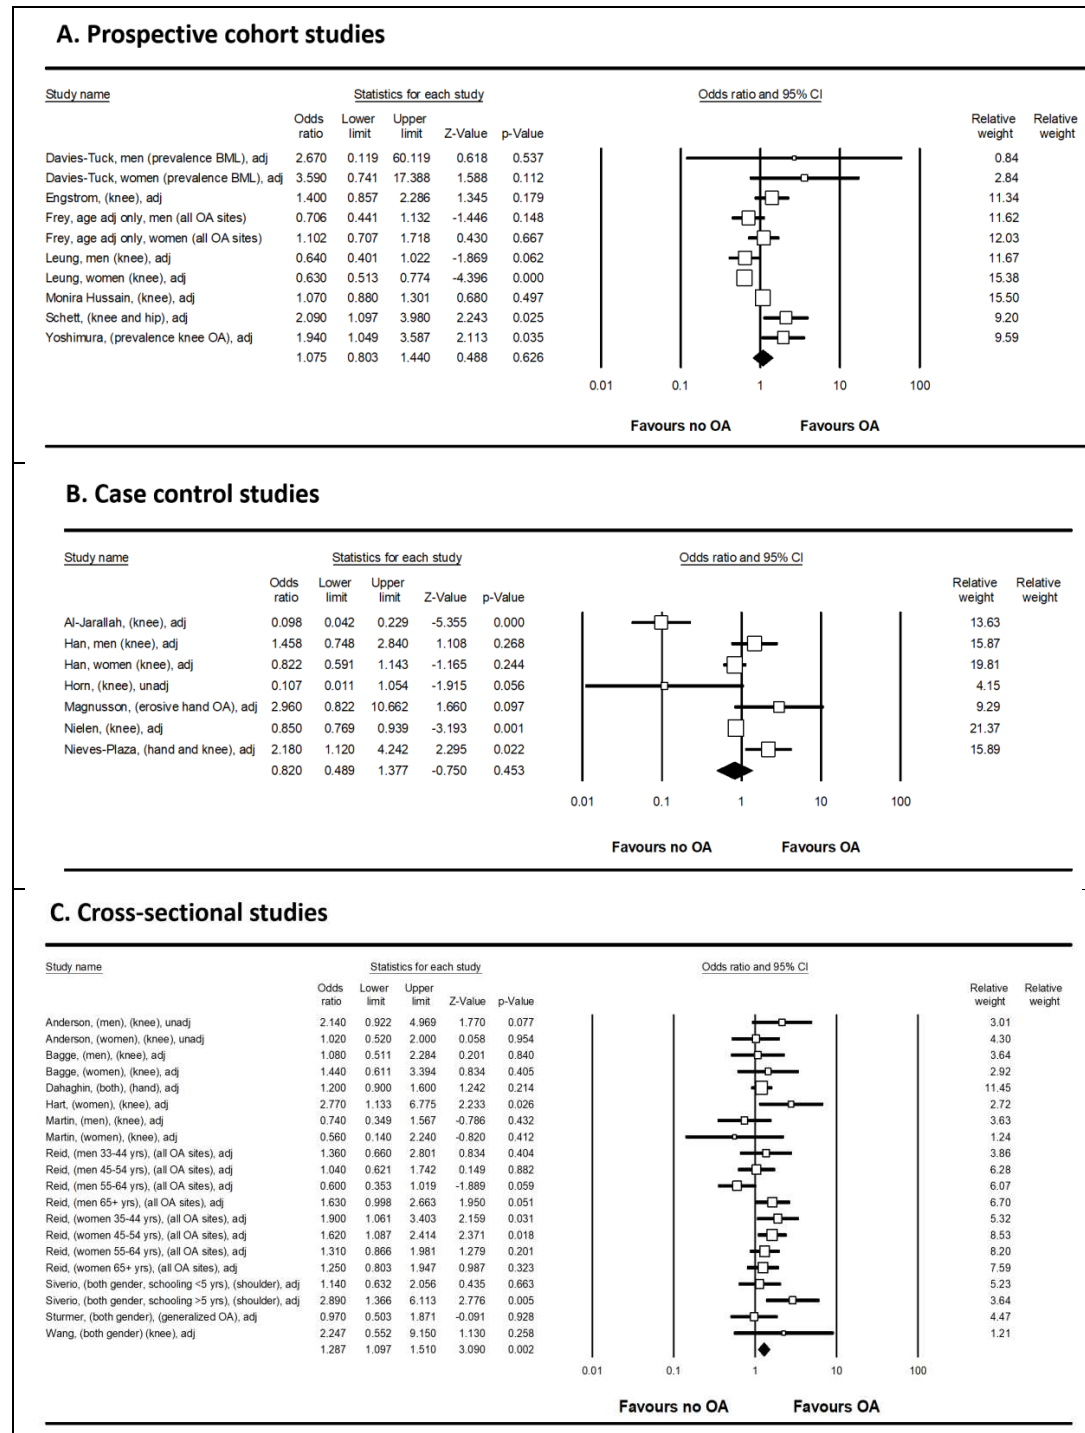 A. Prospective cohort studies
Study name Statistics for each study Odds ratio and 95% CI
Odds Lower Upper Relative Relative
ratio limit limit Z-Value p-Value weight weight
Davies-Tuck, men (prevalence BML), adj 2.670 0.119 60.119 0.618 0.537 0.84
Davies-Tuck, women (prevalence BML), adj 3.590 0.741 17.388 1.588 0.112 2.84
Engstrom, (knee), adj 1.400 0.857 2.286 1.345 0.179 11.34
Frey, age adj only, men (all OA sites) 0.706 0.441 1.132 -1.446 0.148 11.62
Frey, age adj only, women (all OA sites) 1.102 0.707 1.718 0.430 0.667 12.03
Leung, men (knee), adj 0.640 0.401 1.022 -1.869 0.062 11.67
Leung, women (knee), adj 0.630 0.513 0.774 -4.396 0.000 15.38
Monira Hussain, (knee), adj 1.070 0.880 1.301 0.680 0.497 15.50
Schett, (knee and hip), adj 2.090 1.097 3.980 2.243 0.025 9.20
Yoshimura, (prevalence knee OA), adj 1.940 1.049 3.587 2.113 0.035 9.59
1.075 0.803 1.440 0.488 0.626
0.01 0.1 1 10 100
Favours no OA Favours OA
B. Case control studies
Study name Statistics for each study Odds ratio and 95% CI
Odds Lower Upper Relative Relative
ratio limit limit Z-Value p-Value weight weight
Al-Jarallah, (knee), adj 0.098 0.042 0.229 -5.355 0.000 13.63
Han, men (knee), adj 1.458 0.748 2.840 1.108 0.268 15.87
Han, women (knee), adj 0.822 0.591 1.143 -1.165 0.244 19.81
Horn, (knee), unadj 0.107 0.011 1.054 -1.915 0.056 4.15
Magnusson, (erosive hand OA), adj 2.960 0.822 10.662 1.660 0.097 9.29
Nielen, (knee), adj 0.850 0.769 0.939 -3.193 0.001 21.37
Nieves-Plaza, (hand and knee), adj 2.180 1.120 4.242 2.295 0.022 15.89
0.820 0.489 1.377 -0.750 0.453
0.01 0.1 1 10 100
Favours no OA Favours OA
C. Cross-sectional studies
Study name Statistics for each study Odds ratio and 95% CI
Odds Lower Upper Relative Relative
ratio limit limit Z-Value p-Value weight weight
Anderson, (men), (knee), unadj 2.140 0.922 4.969 1.770 0.077 3.01
Anderson, (women), (knee), unadj 1.020 0.520 2.000 0.058 0.954 4.30
Bagge, (men), (knee), adj 1.080 0.511 2.284 0.201 0.840 3.64
Bagge, (women), (knee), adj 1.440 0.611 3.394 0.834 0.405 2.92
Dahaghin, (both), (hand), adj 1.200 0.900 1.600 1.242 0.214 11.45
Hart, (women), (knee), adj 2.770 1.133 6.775 2.233 0.026 2.72
Martin, (men), (knee), adj 0.740 0.349 1.567 -0.786 0.432 3.63
Martin, (women), (knee), adj 0.560 0.140 2.240 -0.820 0.412 1.24
Reid, (men 33-44 yrs), (all OA sites), adj 1.360 0.660 2.801 0.834 0.404 3.86
Reid, (men 45-54 yrs), (all OA sites), adj 1.040 0.621 1.742 0.149 0.882 6.28
Reid, (men 55-64 yrs), (all OA sites), adj 0.600 0.353 1.019 -1.889 0.059 6.07
Reid, (men 65+ yrs), (all OA sites), adj 1.630 0.998 2.663 1.950 0.051 6.70
Reid, (women 35-44 yrs), (all OA sites), adj 1.900 1.061 3.403 2.159 0.031 5.32
Reid, (women 45-54 yrs), (all OA sites), adj 1.620 1.087 2.414 2.371 0.018 8.53
Reid, (women 55-64 yrs), (all OA sites), adj 1.310 0.866 1.981 1.279 0.201 8.20
Reid, (women 65+ yrs), (all OA sites), adj 1.250 0.803 1.947 0.987 0.323 7.59
Siverio, (both gender, schooling <5 yrs), (shoulder), adj 1.140 0.632 2.056 0.435 0.663 5.23
Siverio, (both gender, schooling >5 yrs), (shoulder), adj 2.890 1.366 6.113 2.776 0.005 3.64
Sturmer, (both gender), (generalized OA), adj 0.970 0.503 1.871 -0.091 0.928 4.47
Wang, (both gender) (knee), adj 2.247 0.552 9.150 1.130 0.258 1.21
1.287 1.097 1.510 3.090 0.002
0.01 0.1 1 10 100
Favours no OA Favours OA